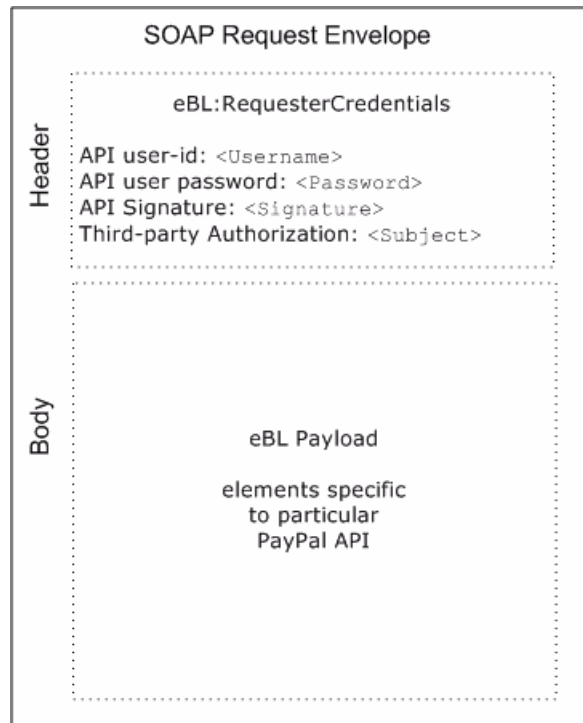 SOAP Request Envelope
Header
eBL:RequesterCredentials
API user-id: <Username>
API user password: <Password>
API Signature: <Signature>
Third-party Authorization: <Subject>
Body
eBL Payload
elements specific
to particular
PayPal API